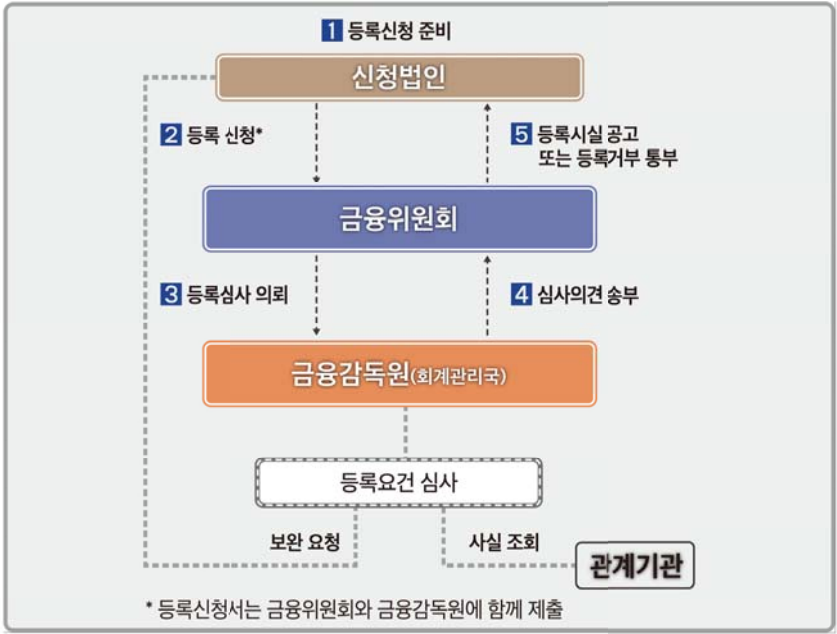 1 등록신청 준비
신청법인
2 등록 신청*
5 등록시실 공고
또는 등록거부 통부
금융위원회
3 등록심사 의뢰
4 심사의견 송부
금융감독원(회계관리국)
등록요건 심사
보완 요청
사실 조회
관계기관
* 등록신청서는 금융위원회와 금융감독원에 함께 제출